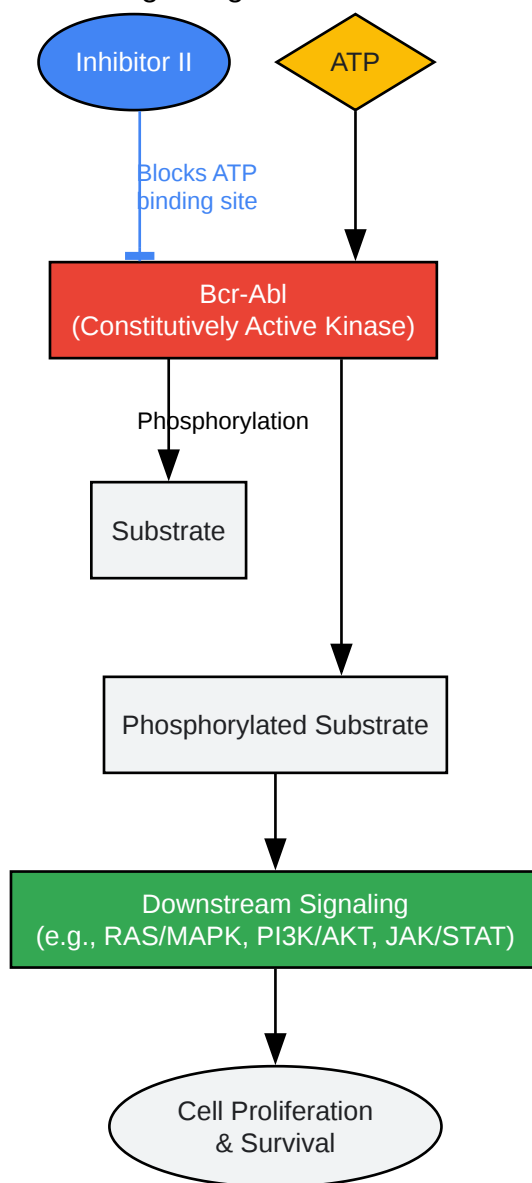 Inhibitor II
ATP
Blocks ATP
binding site
Bcr-Abl
(Constitutively Active Kinase)
Phosphorylation
Substrate
Phosphorylated Substrate
Downstream Signaling
(e.g., RAS/MAPK, PI3K/AKT, JAK/STAT)
Cell Proliferation
& Survival